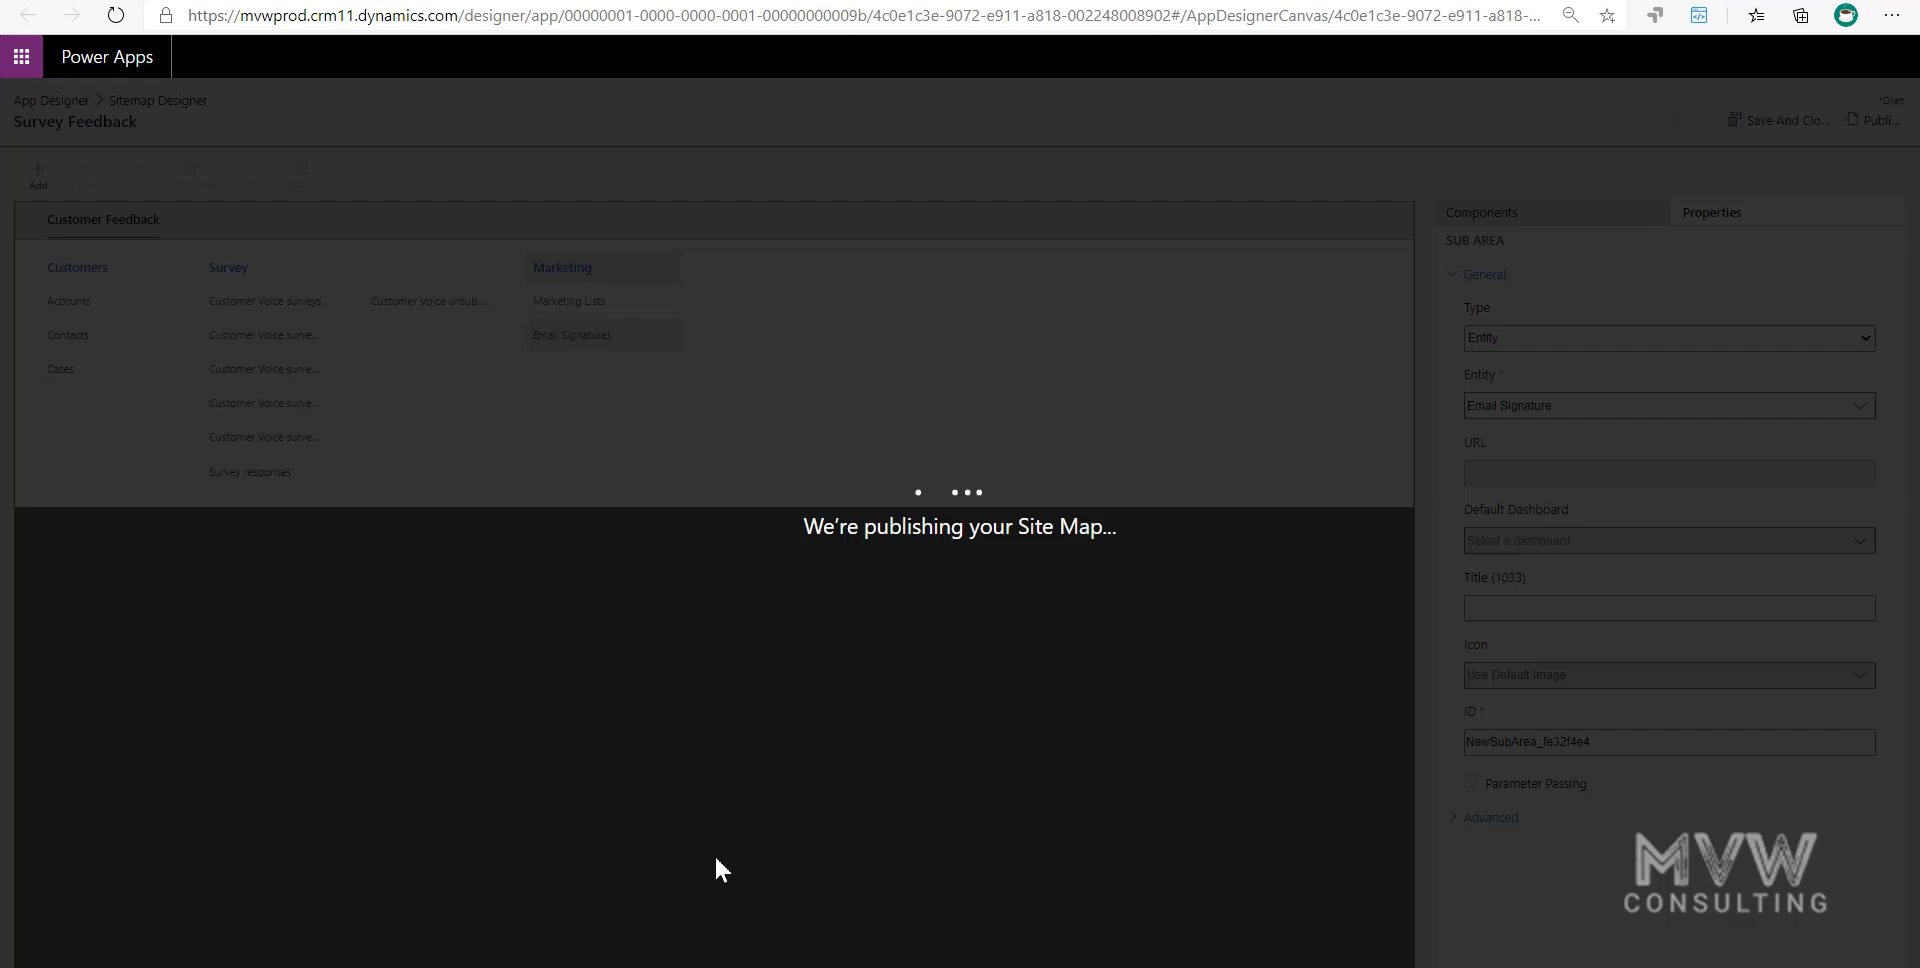 https://mvwprod.crm11.dynamics.com/designer/app/00000001-0000-0000-0001-00000000009b/4c0e1c3e-9072-e911-a818-002248008902#/AppDesignerCanvas/4c0e1c3e-9072-e911-a818-...
Power Apps
App Designer > Sitemap Designer
*Draft
Survey Feedback
Save And Clo...
Publi...
Add
Customer Feedback
Components
Properties
SUB AREA
Customers
Survey
Marketing
General
Accounts
Customer Voice surveys
Customer Voice unsub...
Marketing Lists
Type
Contacts
Customer Voice surve...
Email Signatures
Entity
Cases
Customer Voice surve...
Entity *
Customer Voice surve...
Email Signature
Customer Voice surve...
URL
Survey responses
We're publishing your Site Map...
Default Dashboard
Select a dashboard
Title (1033)
Icon
Use Default Image
ID *
NewSubArea_fe32f4e4
Parameter Passing
Advanced
MVW
CONSULTING